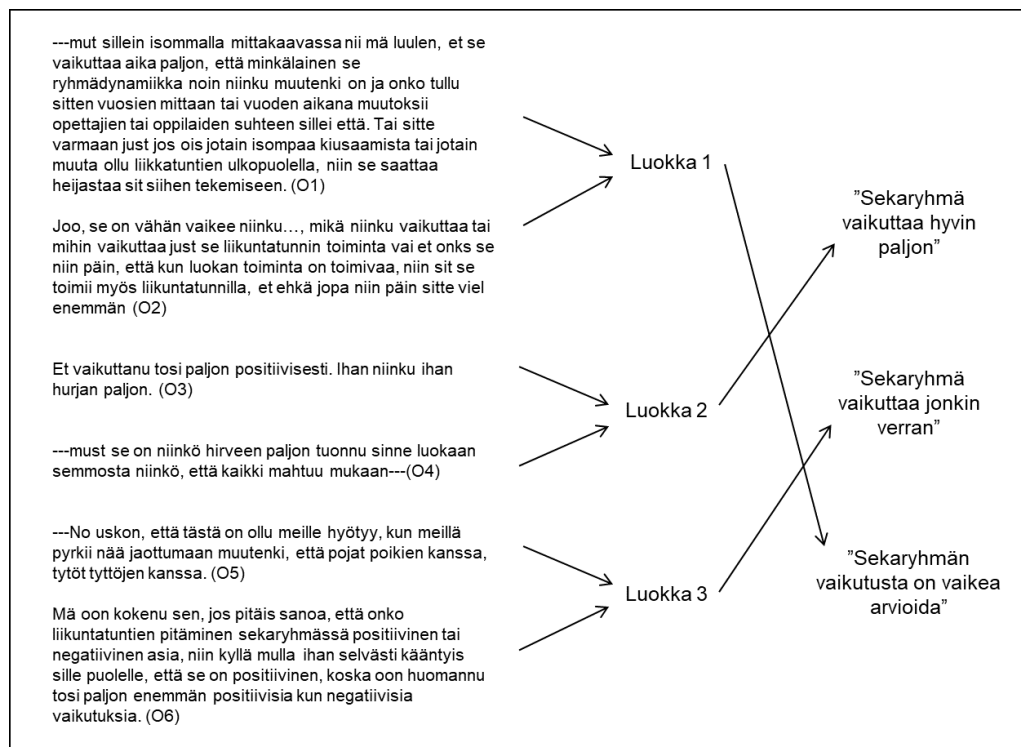 ---mut sillein isommalla mittakaavassa nii mä luulen, et se
vaikuttaa aika paljon, että minkälainen se
ryhmädynamiikka noin niinku muutenki on ja onko tullu
sitten vuosien mittaan tai vuoden aikana muutoksii
opettajien tai oppilaiden suhteen sillei että. Tai sitte
varmaan just jos ois jotain isompaa kiusaamista tai jotain
muuta ollu liikkatuntien ulkopuolella, niin se saattaa
heijastaa sit siihen tekemiseen. (O1)
Joo, se on vähän vaikee niinku…, mikä niinku vaikuttaa tai
mihin vaikuttaa just se liikuntatunnin toiminta vai et onks se
niin päin, että kun luokan toiminta on toimivaa, niin sit se
toimii myös liikuntatunnilla, et ehkä jopa niin päin sitte viel
enemmän (O2)
Et vaikuttanu tosi paljon positiivisesti. Ihan niinku ihan
hurjan paljon. (O3)
---must se on niinkö hirveen paljon tuonnu sinne luokaan
semmosta niinkö, että kaikki mahtuu mukaan---(O4)
---No uskon, että tästä on ollu meille hyötyy, kun meillä
pyrkii nää jaottumaan muutenki, että pojat poikien kanssa,
tytöt tyttöjen kanssa. (O5)
Mä oon kokenu sen, jos pitäis sanoa, että onko
liikuntatuntien pitäminen sekaryhmässä positiivinen tai
negatiivinen asia, niin kyllä mulla ihan selvästi kääntyis
sille puolelle, että se on positiivinen, koska oon huomannu
tosi paljon enemmän positiivisia kun negatiivisia
vaikutuksia. (O6)
Luokka 1
Luokka 2
Luokka 3
”Sekaryhmä
vaikuttaa hyvin
paljon”
”Sekaryhmä
vaikuttaa jonkin
verran”
”Sekaryhmän
vaikutusta on vaikea
arvioida”